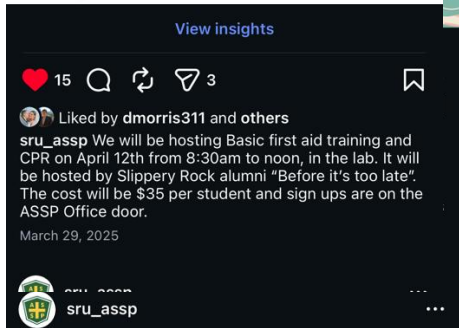 View insights
15 3
Liked by dmorris311 and others
sru_assp We will be hosting Basic first aid training and
CPR on April 12th from 8:30am to noon, in the lab. It will
be hosted by Slippery Rock alumni “Before it's too late”.
The cost will be $35 per student and sign ups are on the
ASSP Office door.
March 29, 2025
sru_assp
sru_assp